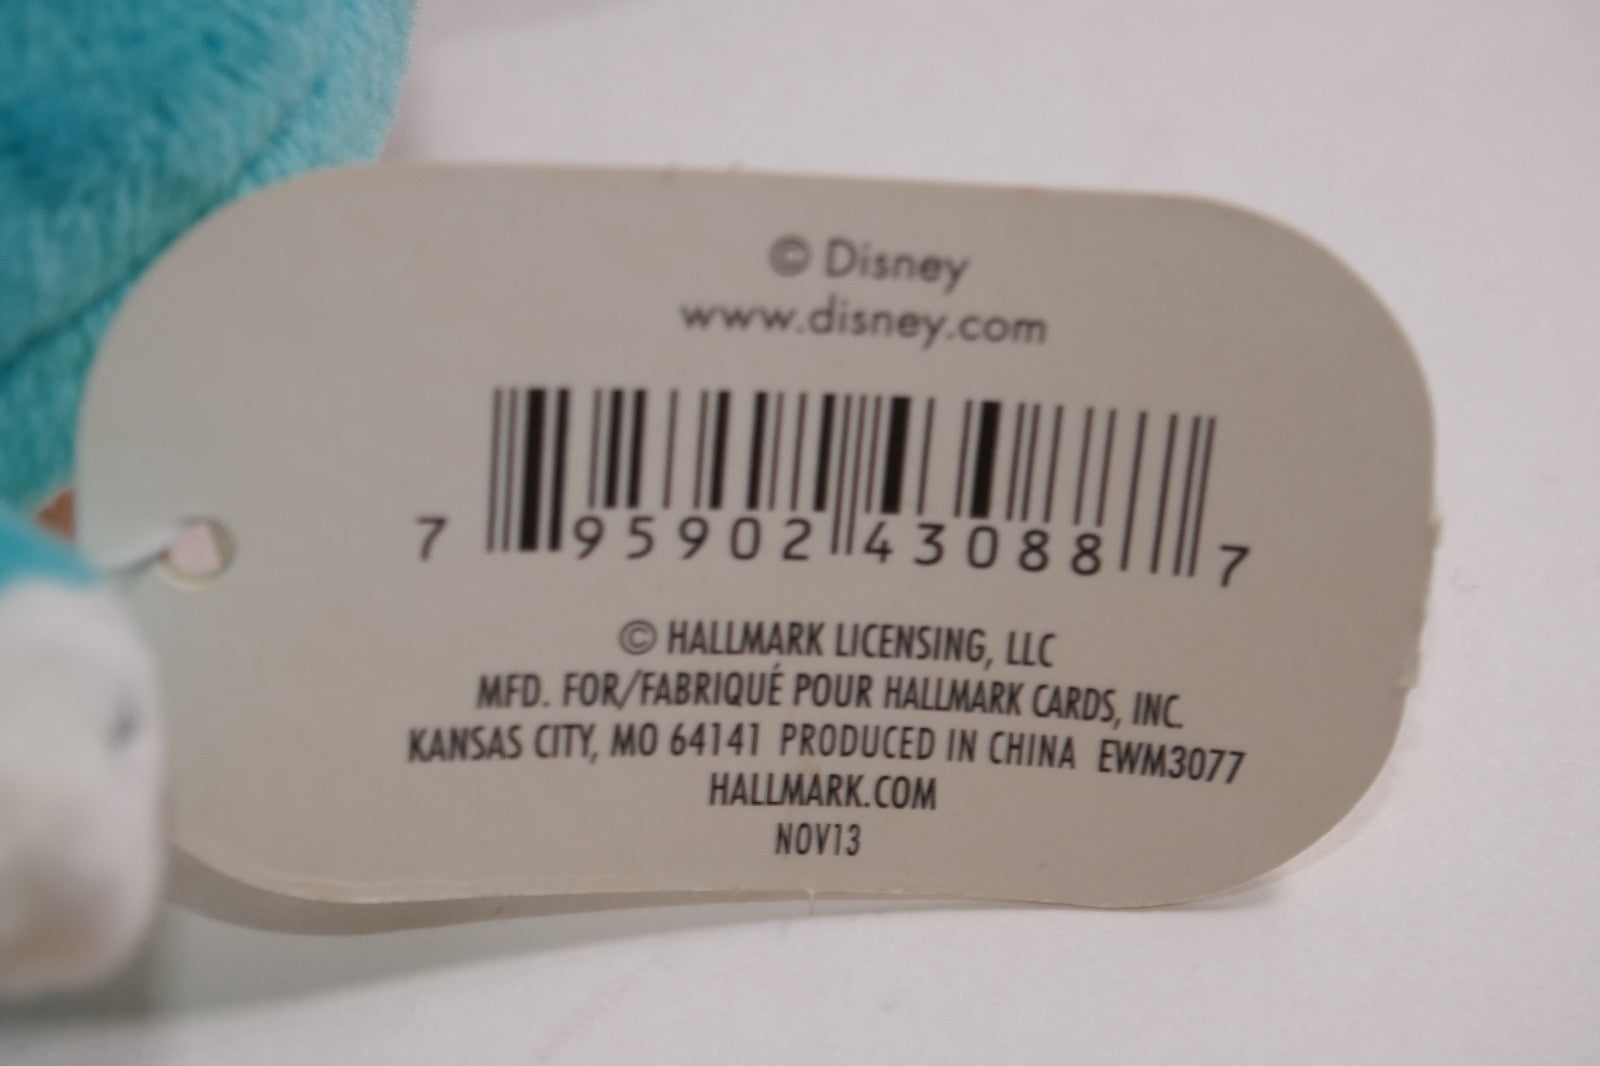 © Disney
www.disney.com
7 95902 43088 7
© HALLMARK LICENSING, LLC
MFD. FOR/FABRIQUÉ POUR HALLMARK CARDS, INC.
KANSAS CITY, MO 64141 PRODUCED IN CHINA EWM3077
HALLMARK.COM
NOV13